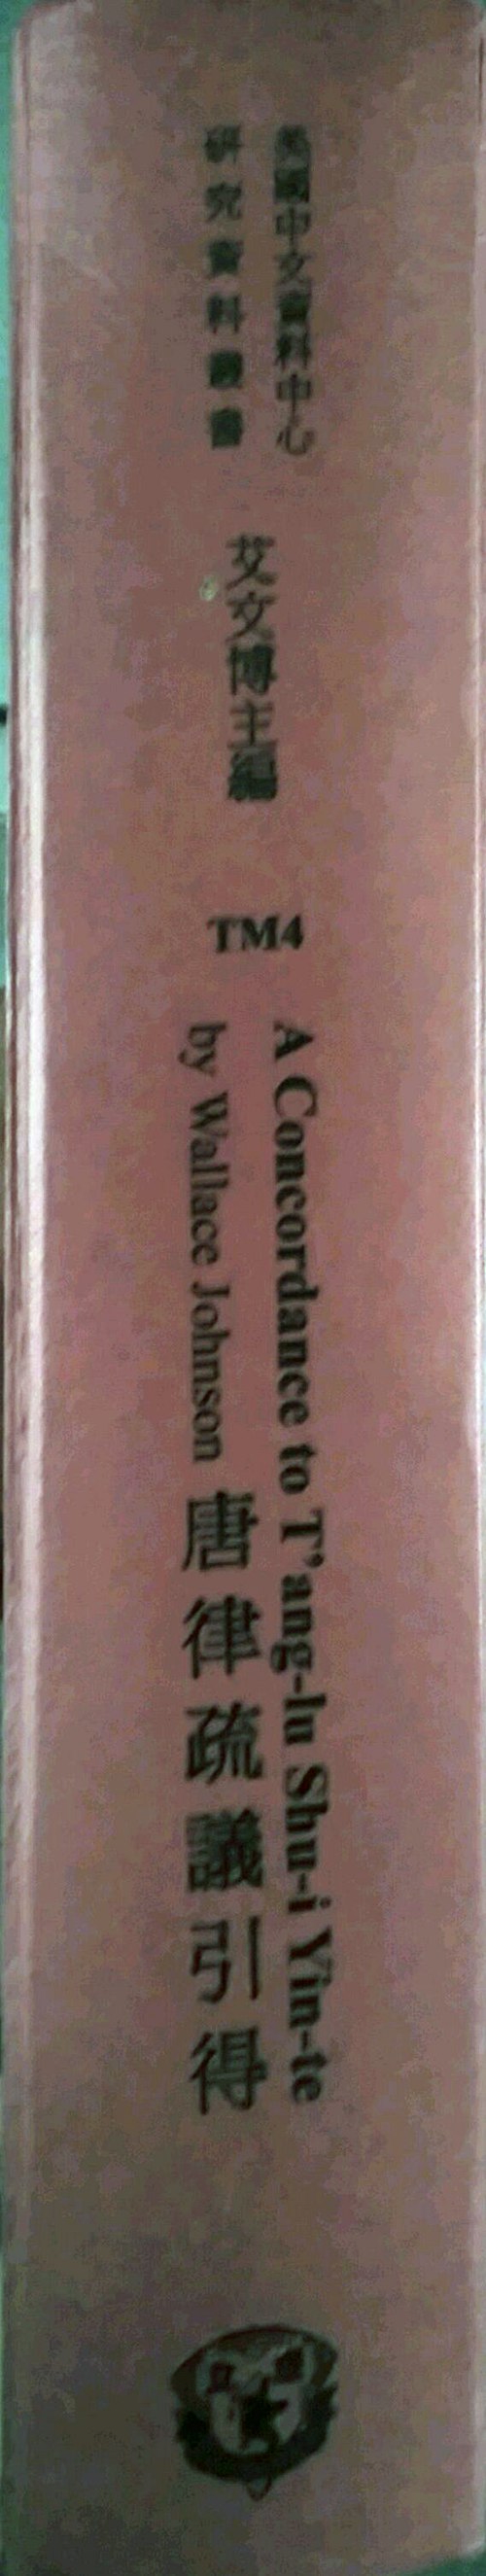 美國中文資料中心
研究資料叢書
艾文博主編
TM4
A Concordance to T'ang-lu Shu-i Yin-te
by Wallace Johnson
唐律疏議引得